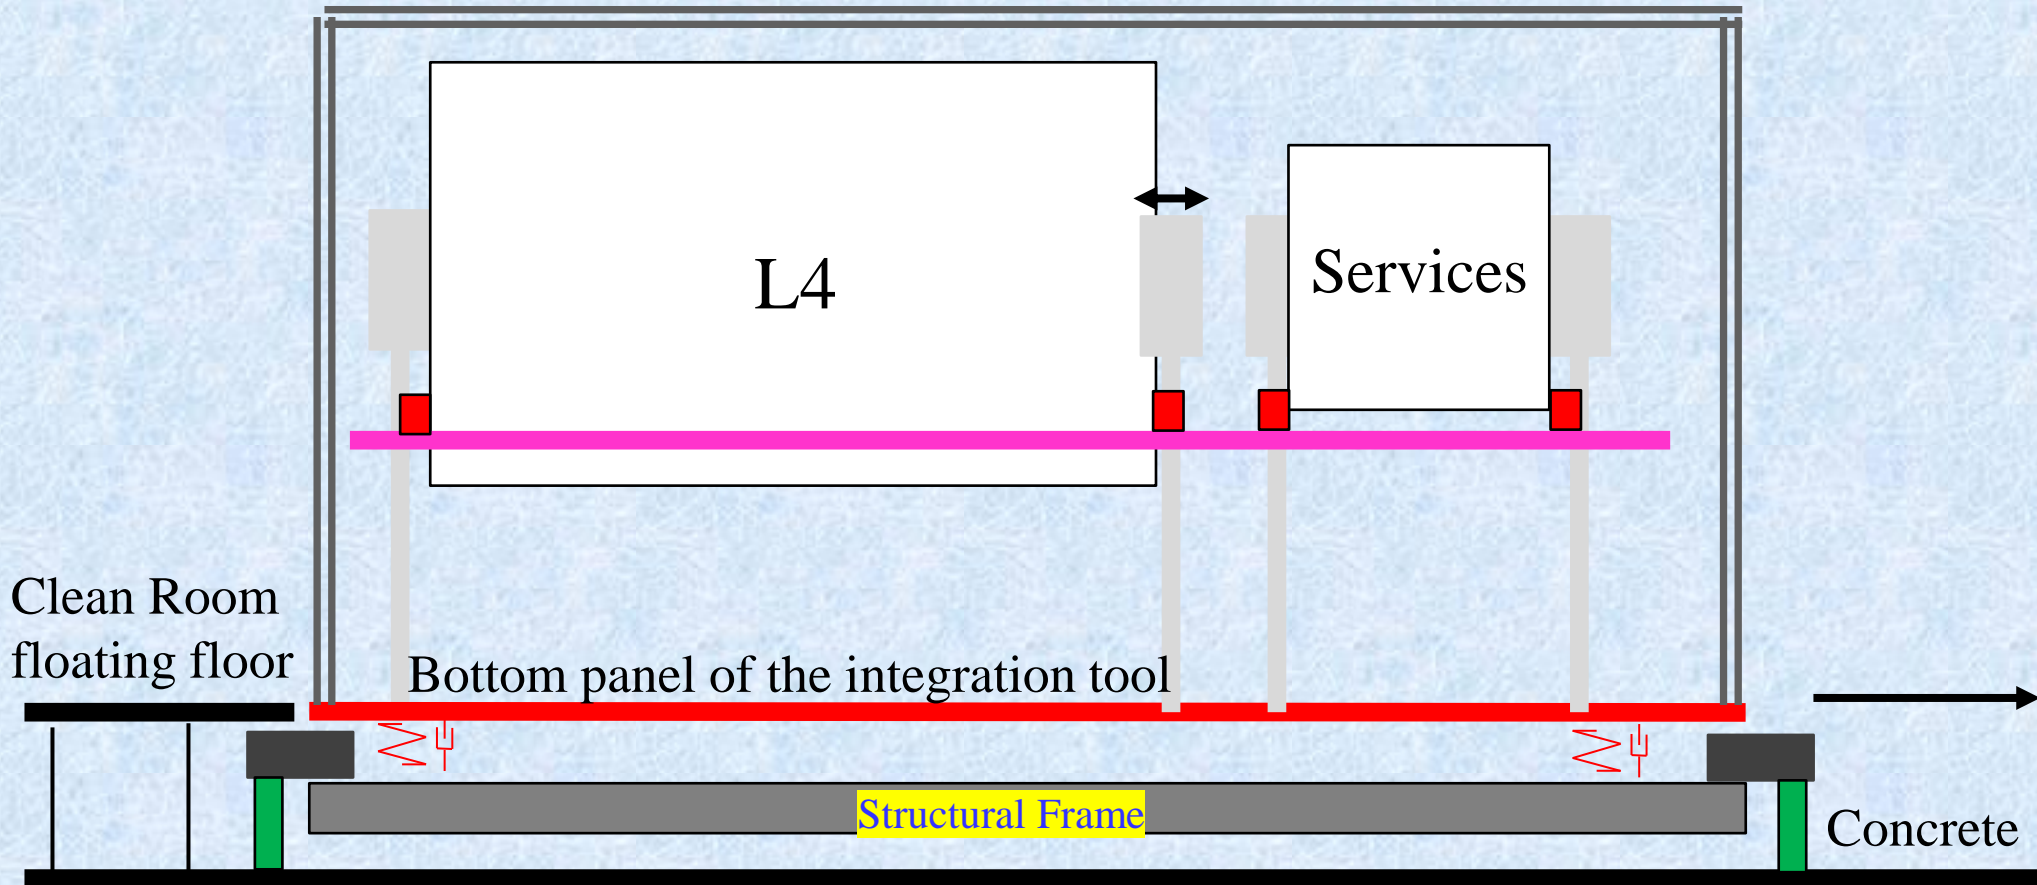 L4
Services
Clean Room
floating floor
Bottom panel of the integration tool
Structural Frame
Concrete